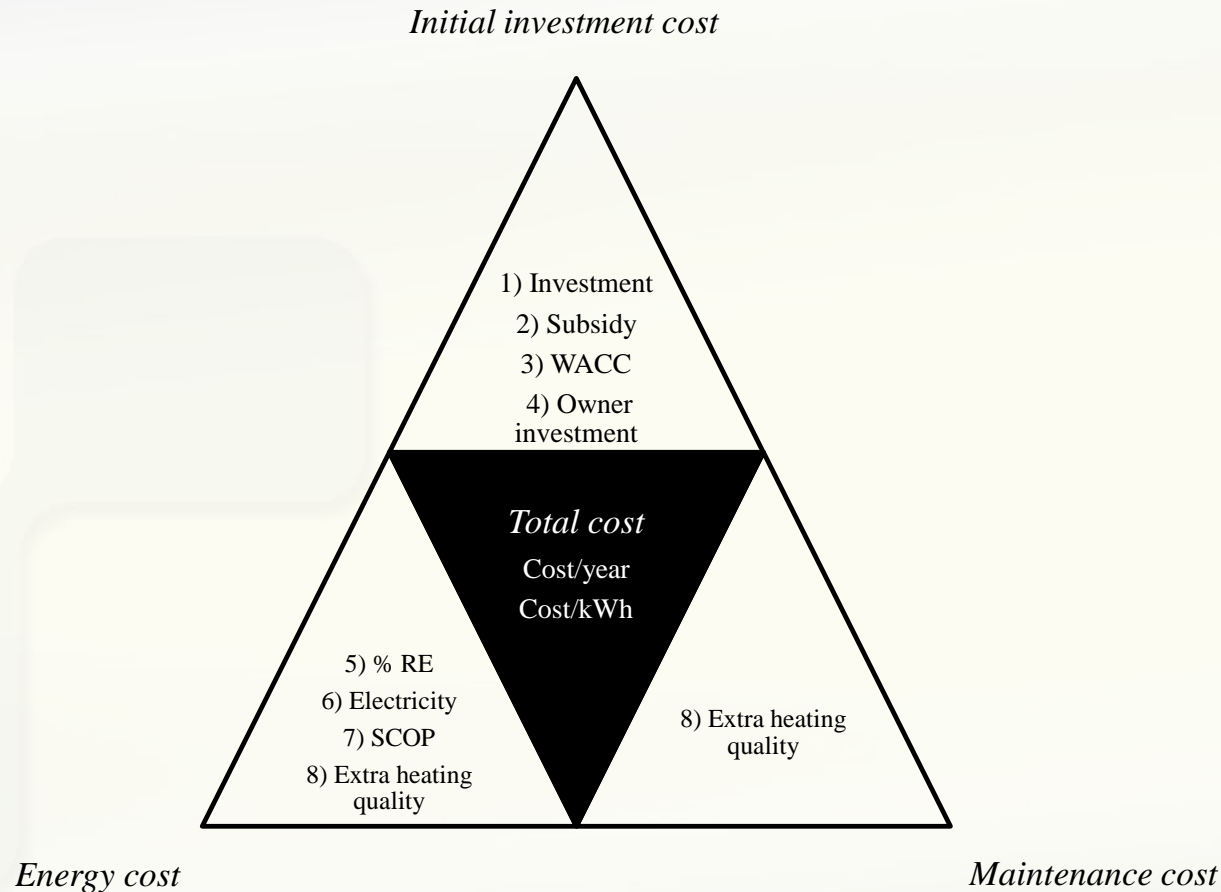 Initial investment cost
1) Investment
2) Subsidy
3) WACC
4) Owner
investment
Total cost
Cost/year
Cost/kWh
5) % RE
6) Electricity
7) SCOP
8) Extra heating
quality
8) Extra heating
quality
Energy cost
Maintenance cost